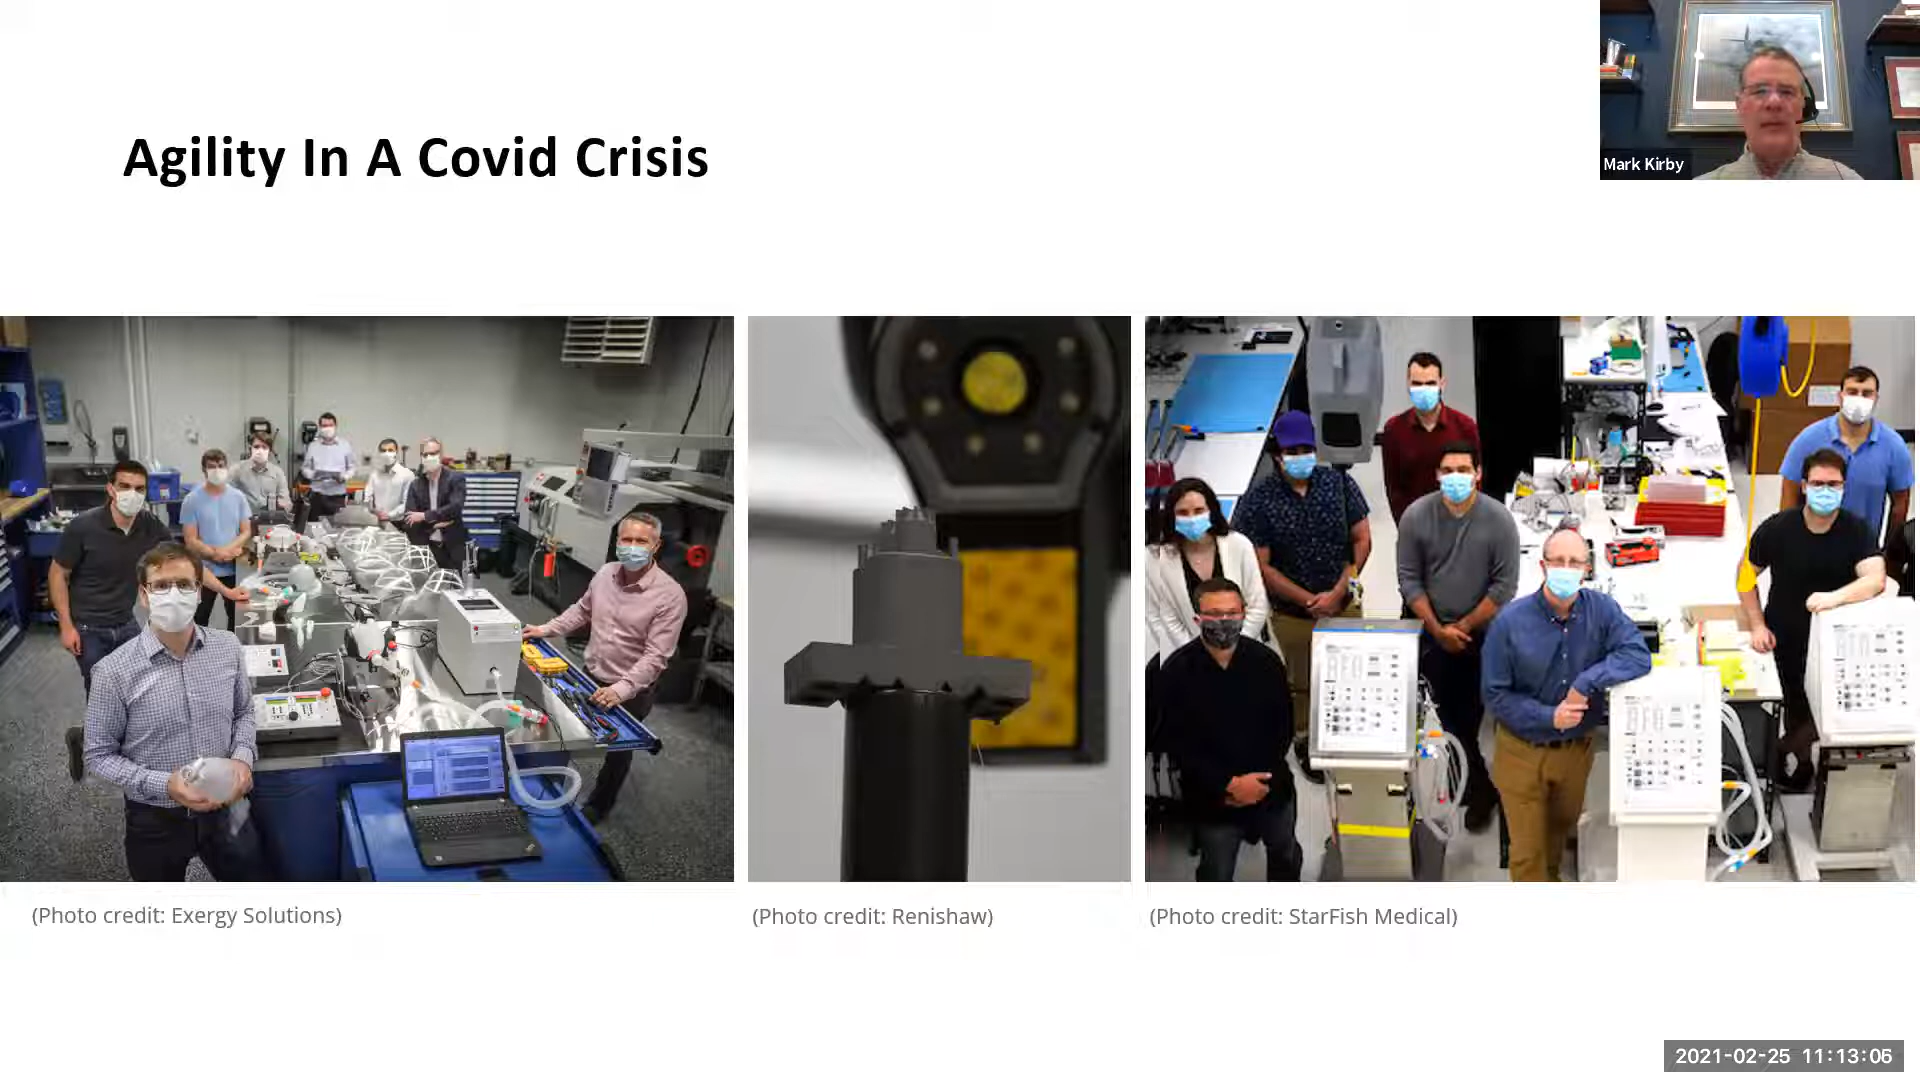 Agility In A Covid Crisis
Mark Kirby
(Photo credit: Exergy Solutions)
(Photo credit: Renishaw)
(Photo credit: StarFish Medical)
2021-02-25 11:13:06